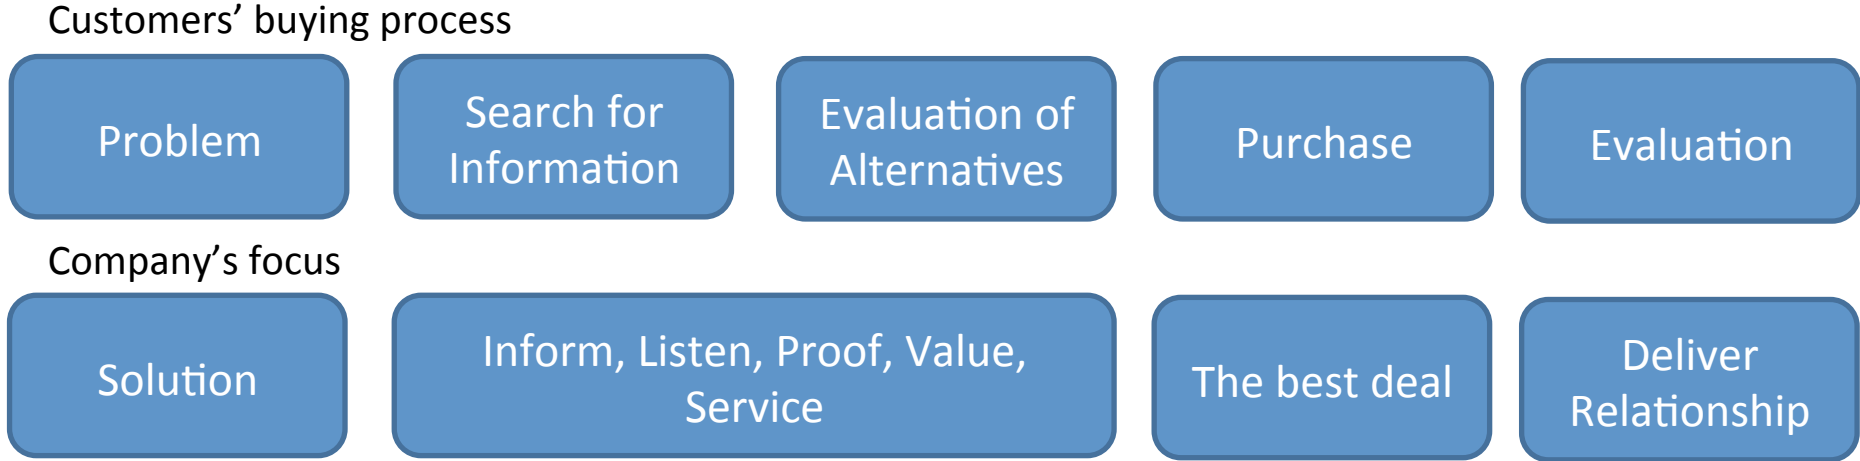 Customers’ buying process
Problem
Search for
Information
Evaluation of
Alternatives
Purchase
Evaluation
Company’s focus
Solution
Inform, Listen, Proof, Value,
Service
The best deal
Deliver
Relationship